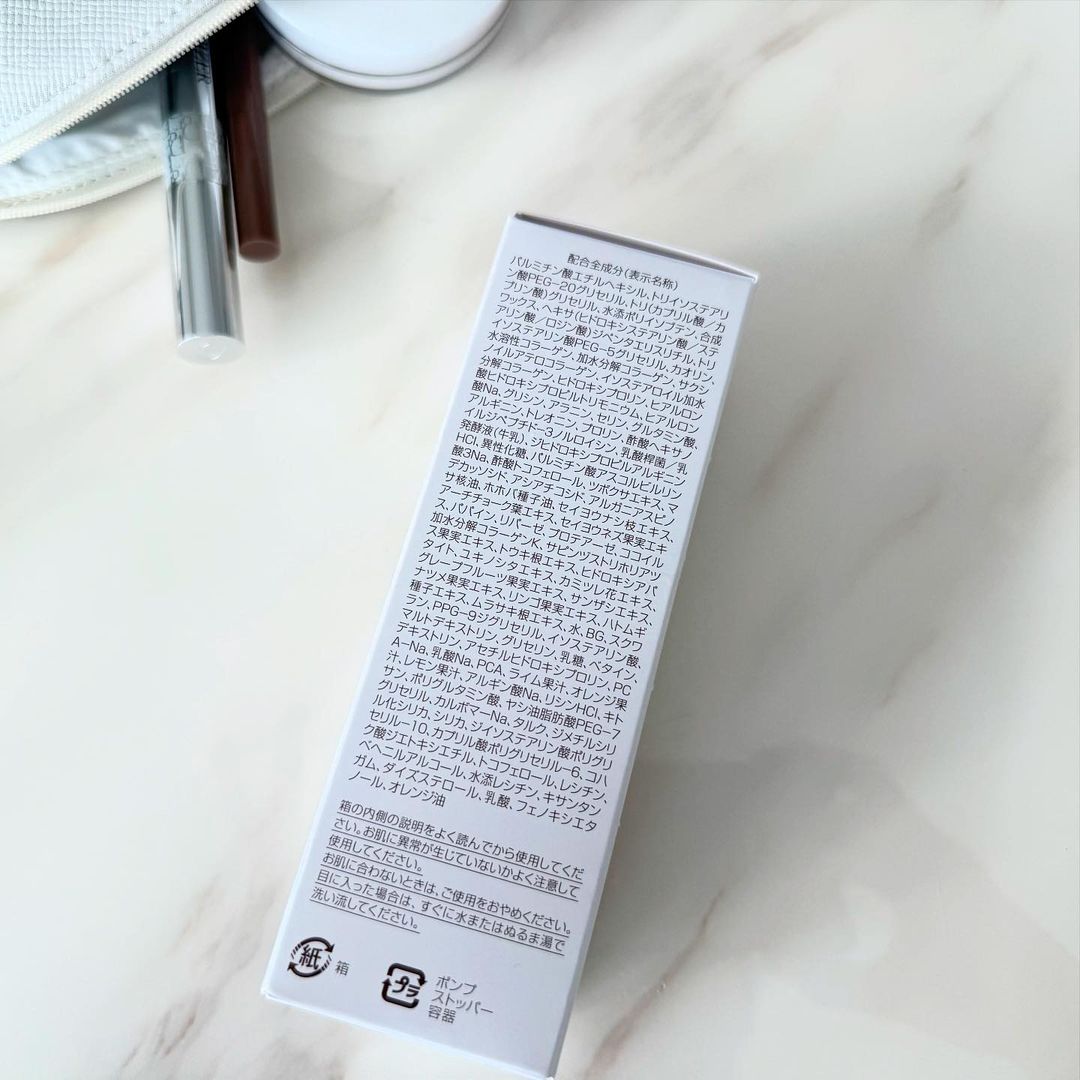 配合全成分(表示名称)
パルミチン酸エチルヘキシル、トリイソステアリ
ン酸PEG-20グリセリル、トリ(カプリル酸/カ
プリン酸)グリセリル、水添ポリイソブテン、合成
ワックス、ヘキサ(ヒドロキシステアリン酸/ステ
アリン酸/ロジン酸)ジペンタエリスリチル、トリ
イソステアリン酸PEG-5グリセリル、カオリン、
水溶性コラーゲン、加水分解コラーゲン、サクシ
ノイルアテロコラーゲン、イソステアロイル加水
分解コラーゲン、ヒドロキシプロリン、ヒアルロン
酸ヒドロキシプロピルトリモニウム、ヒアルロン
酸Na、グリシン、アラニン、セリン、グルタミン酸、
アルギニン、トレオニン、プロリン、酢酸ヘキサノ
イルジペプチド-3ノルロイシン、乳酸桿菌/乳
発酵液(牛乳)、ジヒドロキシプロピルアルギニン
HCl、異性化糖、パルミチン酸アスコルビルリン
酸3Na、酢酸トコフェロール、ツボクサエキス、マ
デカッソシド、アシアチコシド、アルガニアスピノ
サ核油、ホホバ種子油、セイヨウナシ枝エキス、
アーチチョーク葉エキス、セイヨウネズ果実エキ
ス、パパイン、リパーゼ、プロテアーゼ、ココイル
加水分解コラーゲンK、サピンヅストリホリアツ
ス果実エキス、トウキ根エキス、ヒドロキシアパ
タイト、ユキノシタエキス、カミツレ花エキス、
グレープフルーツ果実エキス、サンザシエキス、
ナツメ果実エキス、リンゴ果実エキス、ハトムギ
種子エキス、ムラサキ根エキス、水、BG、スクワ
ラン、PPG-9ジグリセリル、イソステアリン酸、
マルトデキストリン、グリセリン、乳糖、ベタイン、
デキストリン、アセチルヒドロキシプロリン、PC
A-Na、乳酸Na、PCA、ライム果汁、オレンジ果
汁、レモン果汁、アルギン酸Na、リシンHCl、キト
サン、ポリグルタミン酸、ヤシ油脂肪酸PEG-7
グリセリル、カルボマーNa、タルク、ジメチルシリ
ル化シリカ、シリカ、ジイソステアリン酸ポリグリ
セリル-10、カプリル酸ポリグリセリル-6、コハ
ク酸ジエトキシエチル、トコフェロール、レシチン、
ベヘニルアルコール、水添レシチン、キサンタン
ガム、ダイズステロール、乳酸、フェノキシエタ
ノール、オレンジ油
箱の内側の説明をよく読んでから使用してくだ
さい。お肌に異常が生じていないかよく注意して
使用してください。
お肌に合わないときは、ご使用をおやめください。
目に入った場合は、すぐに水またはぬるま湯で
洗い流してください。
紙 箱
プラ ポンプ
ストッパー
容器